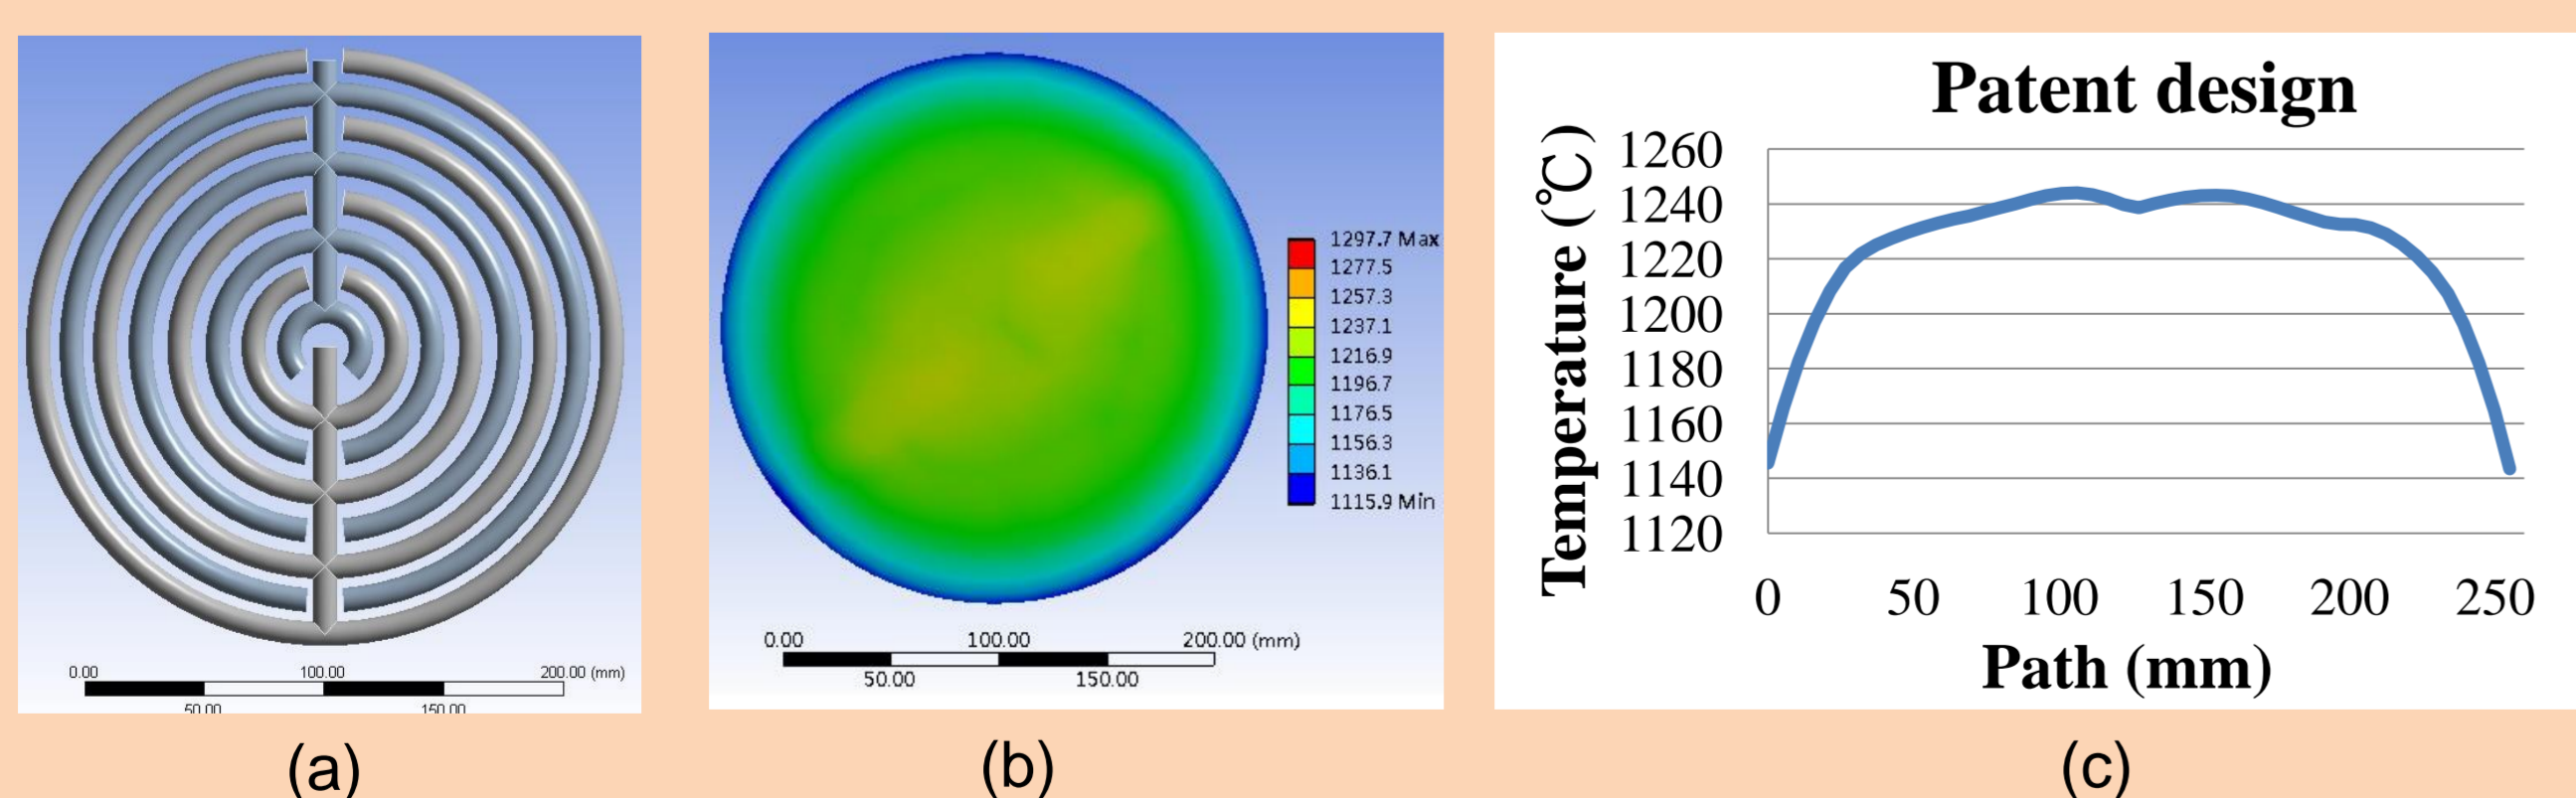 0.00 100.00 200.00 (mm)
50.00 150.00
(a)
1297.7 Max
1277.5
1257.3
1237.1
1216.9
1196.7
1176.5
1156.3
1136.1
1115.9 Min
0.00 100.00 200.00 (mm)
50.00 150.00
(b)
Patent design
Temperature (℃)
1260
1240
1220
1200
1180
1160
1140
1120
0 50 100 150 200 250
Path (mm)
(c)